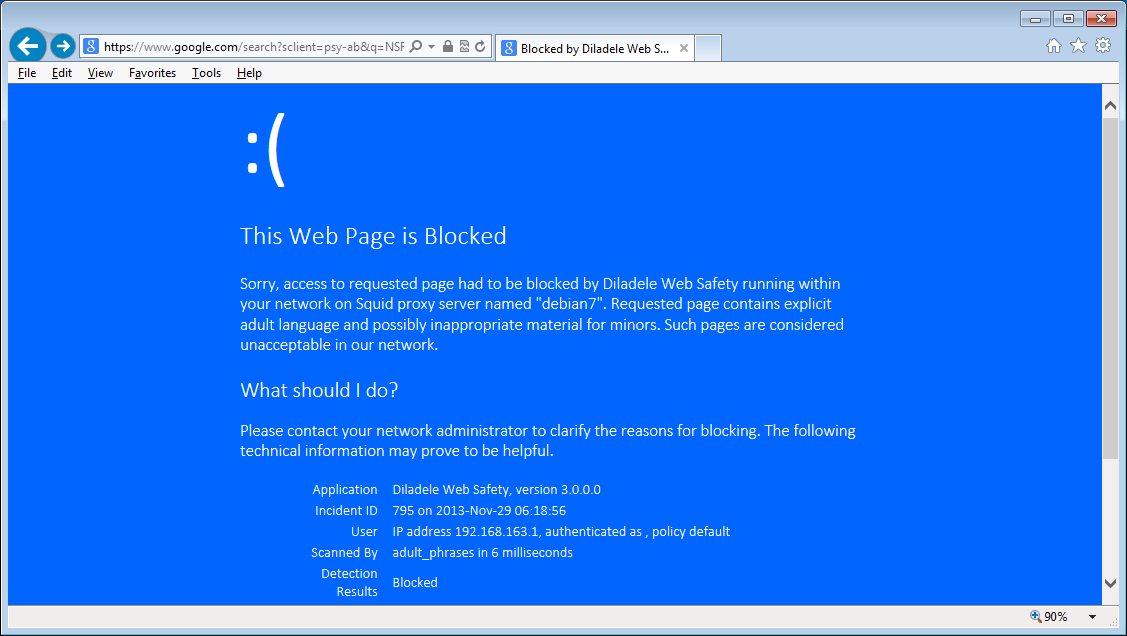 https://www.google.com/search?sclient=psy-ab&q=NSF
Blocked by Diladele Web S...
File Edit View Favorites Tools Help
:(
This Web Page is Blocked
Sorry, access to requested page had to be blocked by Diladele Web Safety running within
your network on Squid proxy server named "debian7". Requested page contains explicit
adult language and possibly inappropriate material for minors. Such pages are considered
unacceptable in our network.
What should I do?
Please contact your network administrator to clarify the reasons for blocking. The following
technical information may prove to be helpful.
Application Diladele Web Safety, version 3.0.0.0
Incident ID 795 on 2013-Nov-29 06:18:56
User IP address 192.168.163.1, authenticated as , policy default
Scanned By adult_phrases in 6 milliseconds
Detection
Results Blocked
90%